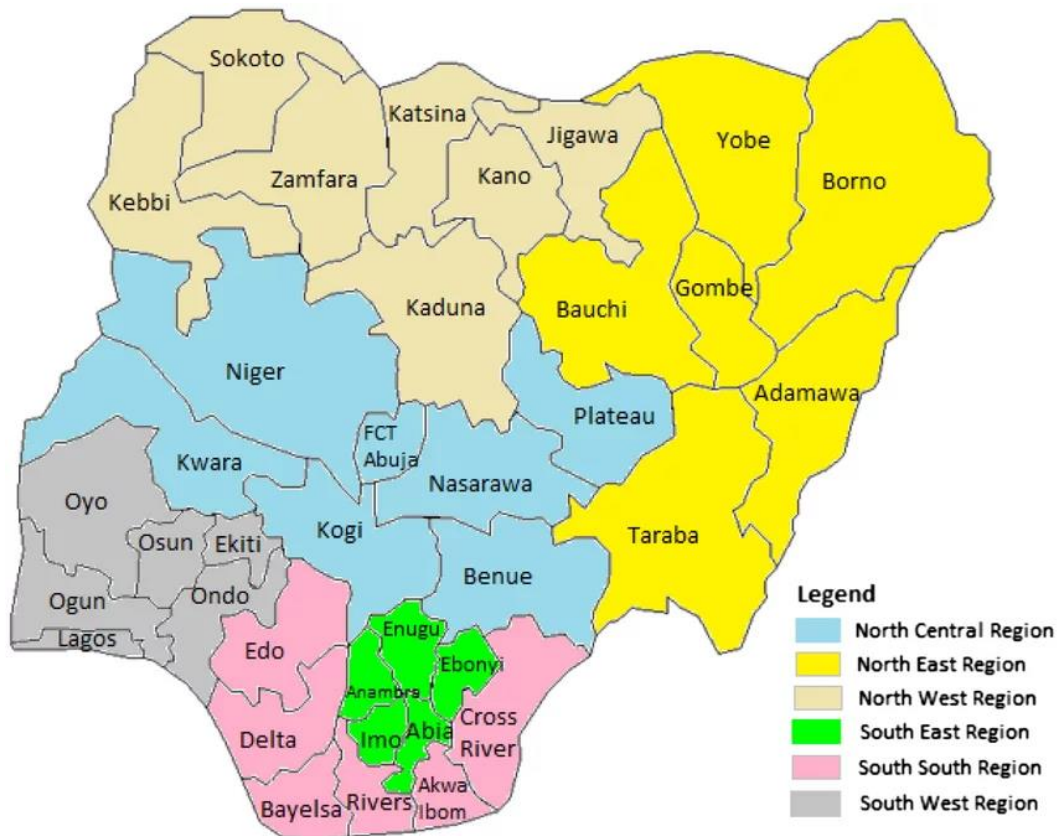 Sokoto
Katsina
Jigawa
Yobe
Kano
Zamfara
Borno
Kebbi
Gombe
Kaduna
Bauchi
Niger
Adamawa
Plateau
FCT
Abuja
Kwara
Nasarawa
Oyo
Kogi
Taraba
Osun
Ekiti
Benue
Ogun
Ondo
Lagos
Enugu
Edo
Ebonyi
Anambra
Cross
River
Abia
Imo
Delta
Akwa
Ibom
Rivers
Bayelsa
Legend
North Central Region
North East Region
North West Region
South East Region
South South Region
South West Region